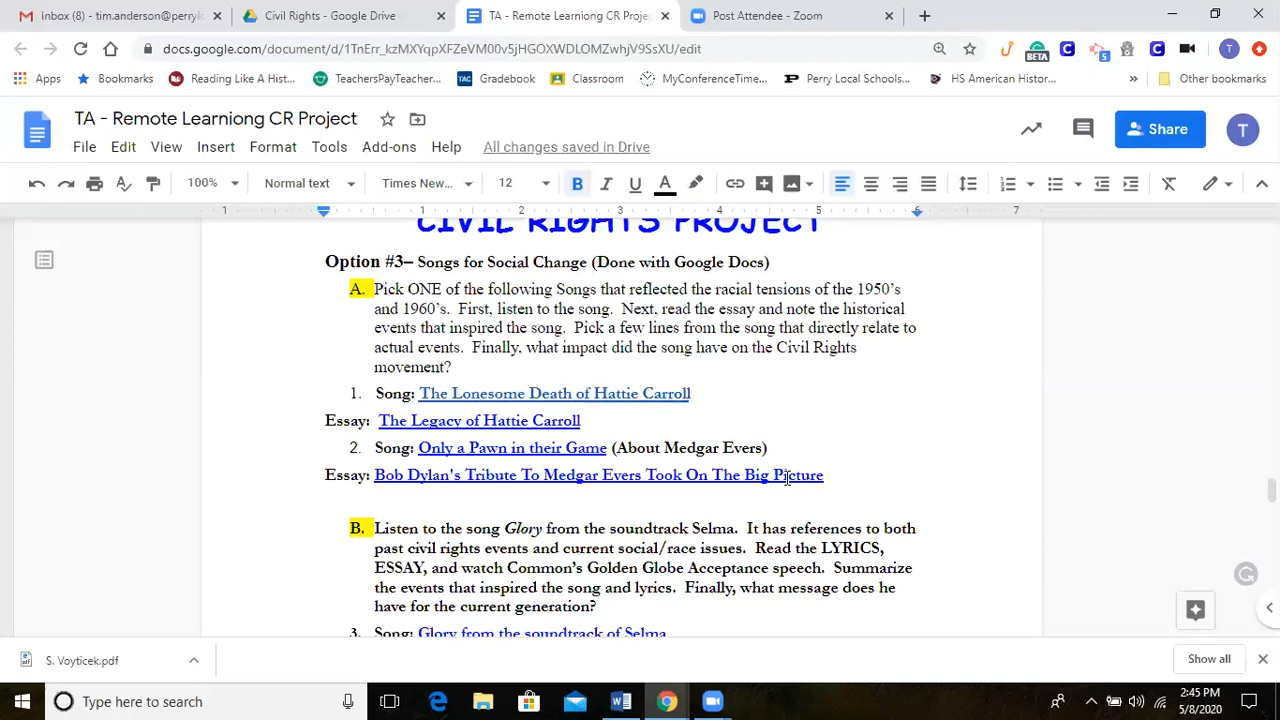 Inbox (8) - tim.anderson@perryl
Civil Rights - Google Drive
TA - Remote Learniong CR Projec
Post Attendee - Zoom
docs.google.com/document/d/1TnErr_kzMXYqpXFZeVM00v5jHGOXWDLOMZwhjV9SsXU/edit
BETA
5
T
Apps
Bookmarks
Reading Like A Hist...
TeachersPayTeacher...
TAC
Gradebook
Classroom
MyConferenceTime...
Perry Local Schools...
HS American Histor...
»
Other bookmarks
TA - Remote Learniong CR Project
File Edit View Insert Format Tools Add-ons Help All changes saved in Drive
Share
T
100%
Normal text
Times New...
12
B I U A
1 1 2 3 4 5 6 7
CIVIL RIGHTS PROJECT
Option #3– Songs for Social Change (Done with Google Docs)
A. Pick ONE of the following Songs that reflected the racial tensions of the 1950's
and 1960's. First, listen to the song. Next, read the essay and note the historical
events that inspired the song. Pick a few lines from the song that directly relate to
actual events. Finally, what impact did the song have on the Civil Rights
movement?
1. Song: The Lonesome Death of Hattie Carroll
Essay: The Legacy of Hattie Carroll
2. Song: Only a Pawn in their Game (About Medgar Evers)
Essay: Bob Dylan's Tribute To Medgar Evers Took On The Big Picture
B. Listen to the song Glory from the soundtrack Selma. It has references to both
past civil rights events and current social/race issues. Read the LYRICS,
ESSAY, and watch Common's Golden Globe Acceptance speech. Summarize
the events that inspired the song and lyrics. Finally, what message does he
have for the current generation?
3. Song: Glory from the soundtrack of Selma
S. Voyticek.pdf
Show all
Type here to search
2:45 PM
5/8/2020